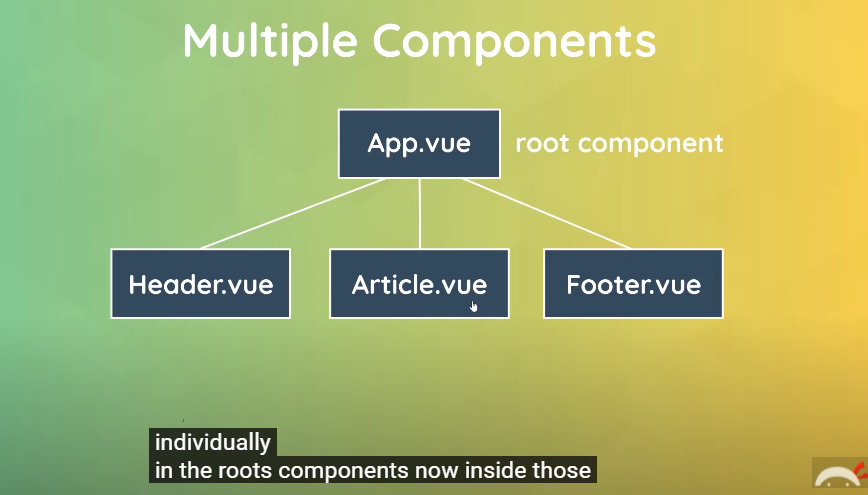 Multiple Components
App.vue
root component
Header.vue
Article.vue
Footer.vue
individually
in the roots components now inside those